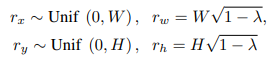 r_x ∼ Unif (0, W), r_w = W√1 − λ,
r_y ∼ Unif (0, H), r_h = H√1 − λ